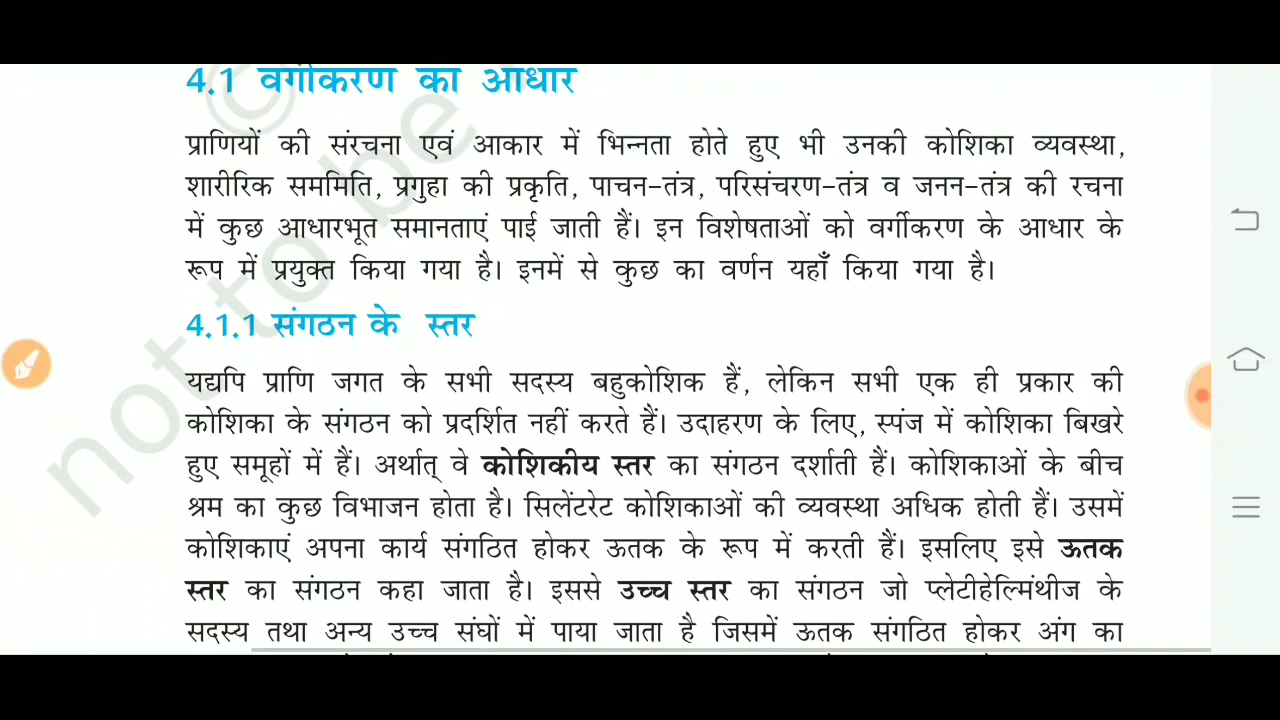 4.1 वर्गीकरण का आधार
प्राणियों की संरचना एवं आकार में भिन्नता होते हुए भी उनकी कोशिका व्यवस्था,
शारीरिक सममिति, प्रगुहा की प्रकृति, पाचन-तंत्र, परिसंचरण-तंत्र व जनन-तंत्र की रचना
में कुछ आधारभूत समानताएं पाई जाती हैं। इन विशेषताओं को वर्गीकरण के आधार के
रूप में प्रयुक्त किया गया है। इनमें से कुछ का वर्णन यहाँ किया गया है।
4.1.1 संगठन के स्तर
यद्यपि प्राणि जगत के सभी सदस्य बहुकोशिक हैं, लेकिन सभी एक ही प्रकार की
कोशिका के संगठन को प्रदर्शित नहीं करते हैं। उदाहरण के लिए, स्पंज में कोशिका बिखरे
हुए समूहों में हैं। अर्थात् वे कोशिकीय स्तर का संगठन दर्शाती हैं। कोशिकाओं के बीच
श्रम का कुछ विभाजन होता है। सिलेंटरेट कोशिकाओं की व्यवस्था अधिक होती हैं। उसमें
कोशिकाएं अपना कार्य संगठित होकर ऊतक के रूप में करती हैं। इसलिए इसे ऊतक
स्तर का संगठन कहा जाता है। इससे उच्च स्तर का संगठन जो प्लेटीहेल्मिंथीज के
सदस्य तथा अन्य उच्च संघों में पाया जाता है जिसमें ऊतक संगठित होकर अंग का
© not to be